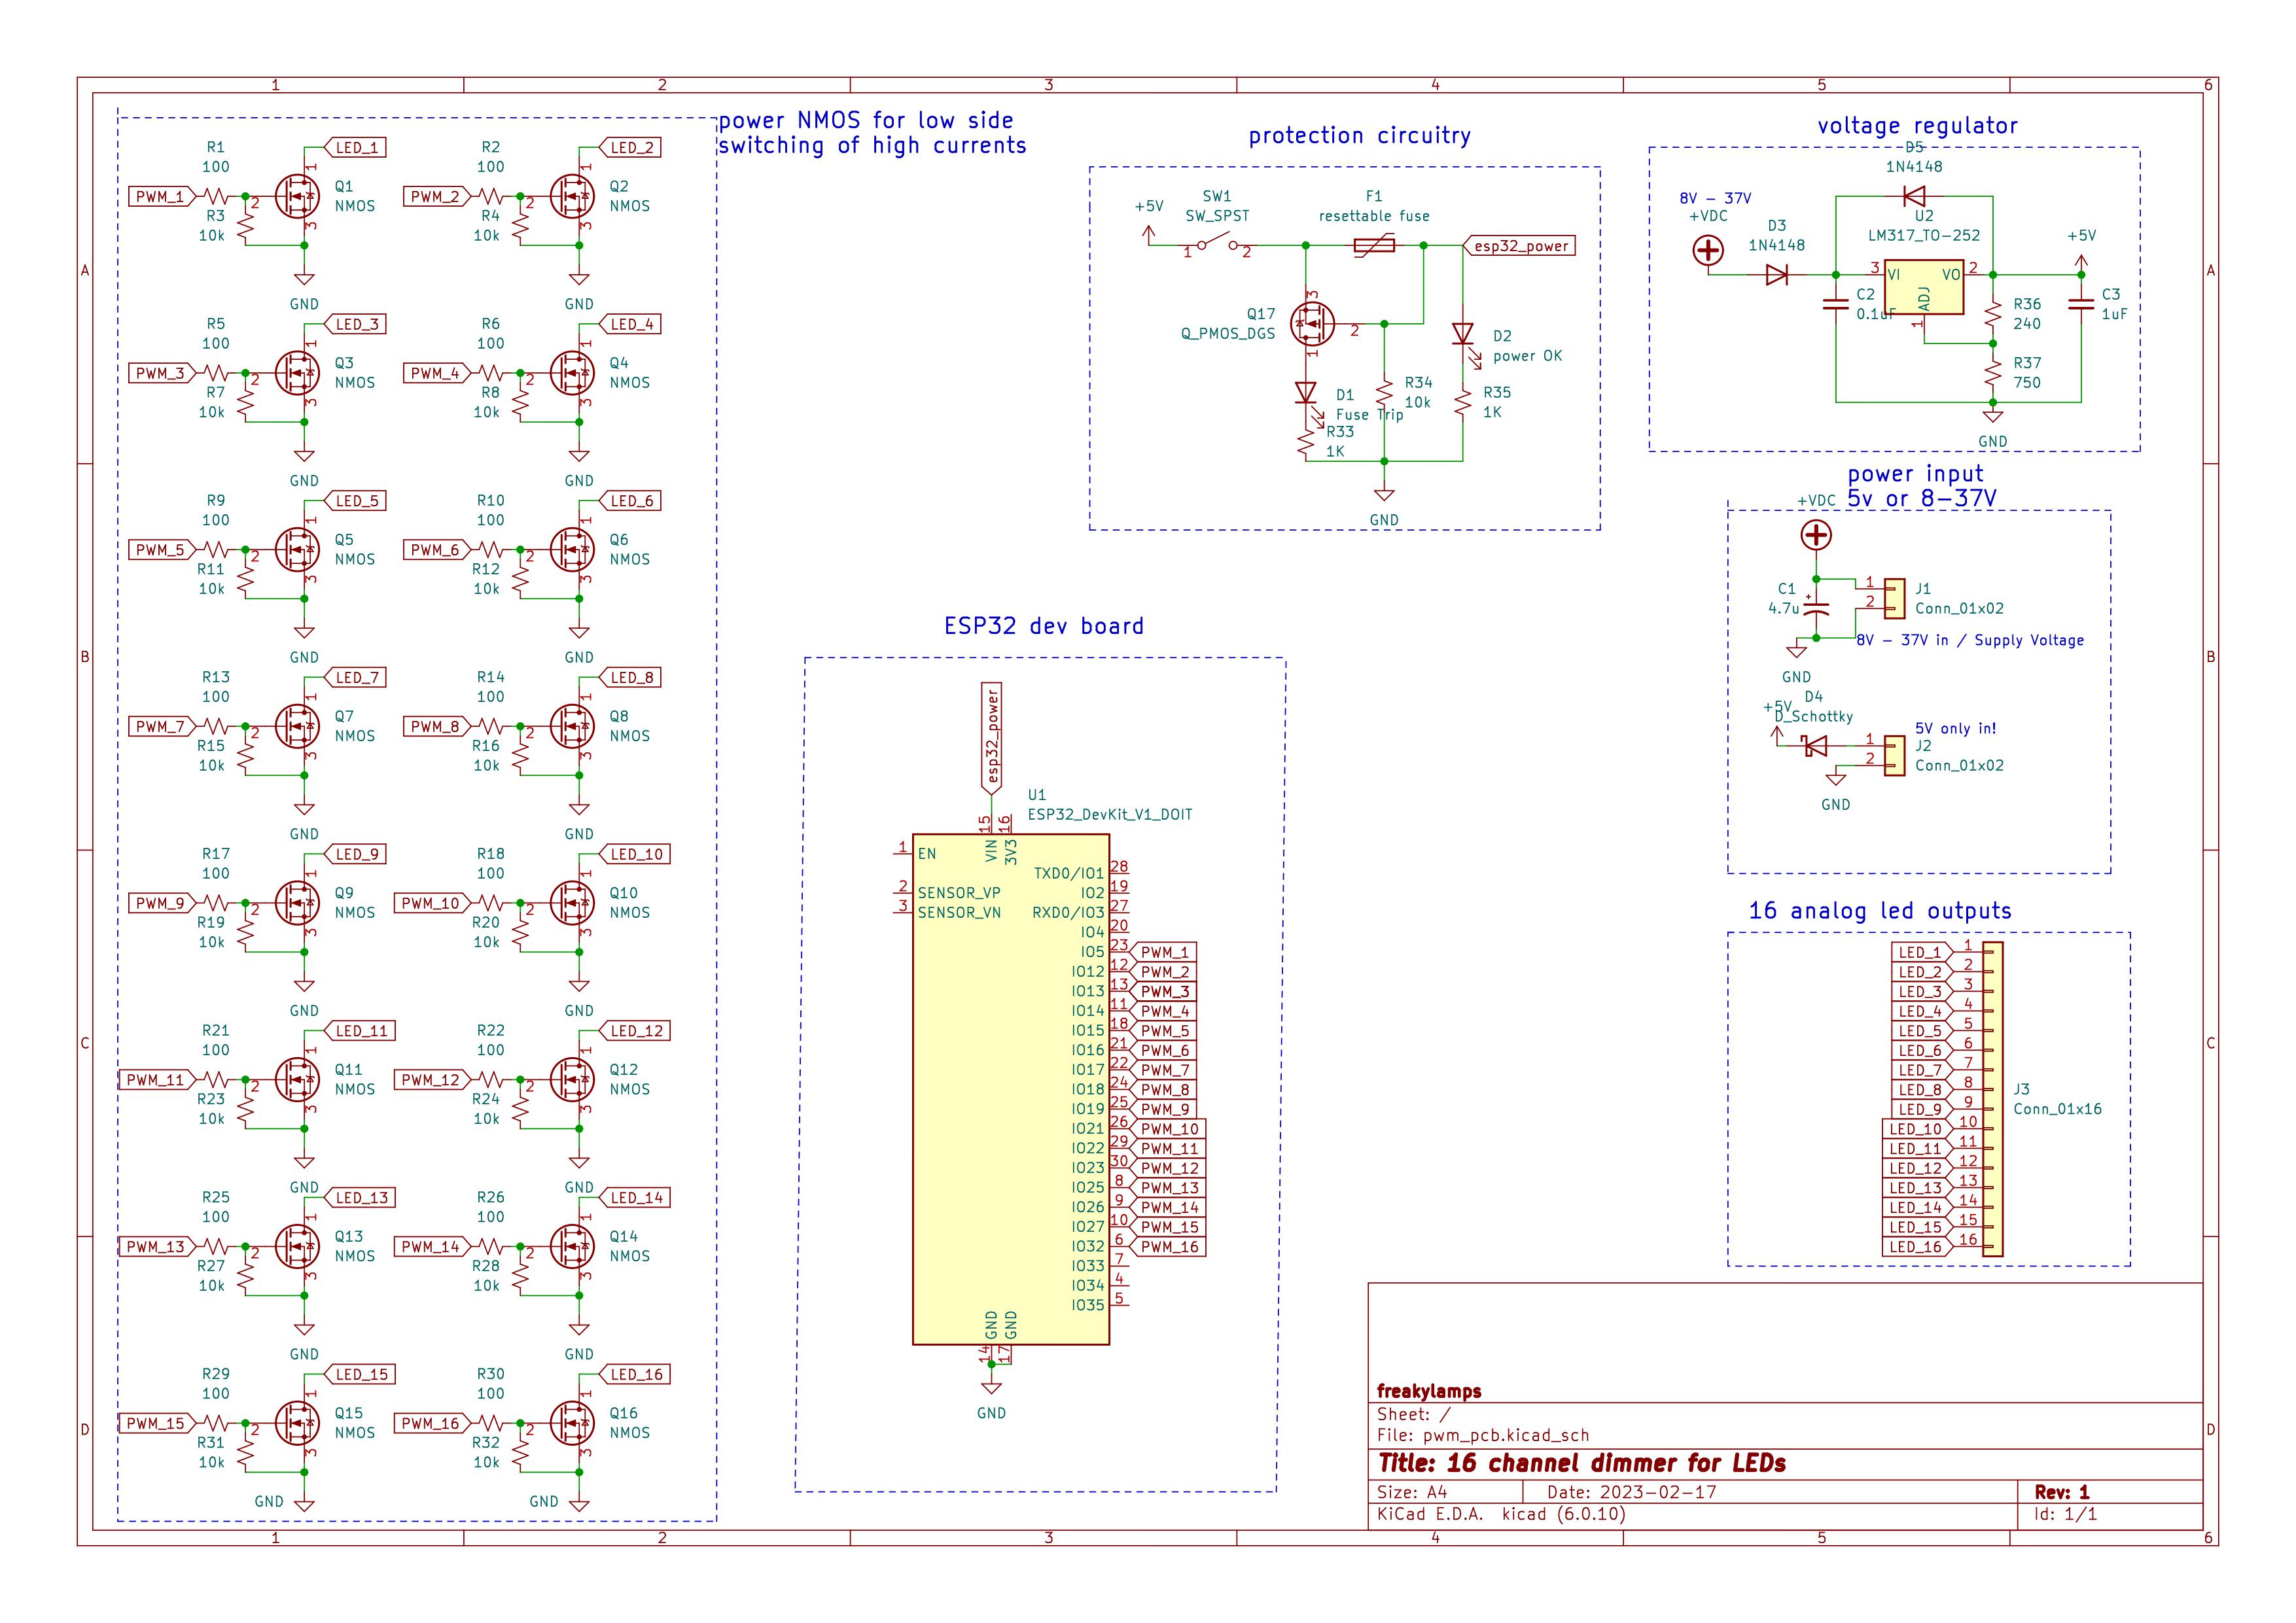 1 2 3 4 5 6
A
B
C
D
power NMOS for low side
switching of high currents
R1
100
PWM_1
R3
10k
2
1
3
LED_1
Q1
NMOS
GND
R2
100
PWM_2
R4
10k
2
1
3
LED_2
Q2
NMOS
GND
R5
100
PWM_3
R7
10k
2
1
3
LED_3
Q3
NMOS
GND
R6
100
PWM_4
R8
10k
2
1
3
LED_4
Q4
NMOS
GND
R9
100
PWM_5
R11
10k
2
1
3
LED_5
Q5
NMOS
GND
R10
100
PWM_6
R12
10k
2
1
3
LED_6
Q6
NMOS
GND
R13
100
PWM_7
R15
10k
2
1
3
LED_7
Q7
NMOS
GND
R14
100
PWM_8
R16
10k
2
1
3
LED_8
Q8
NMOS
GND
R17
100
PWM_9
R19
10k
2
1
3
LED_9
Q9
NMOS
GND
R18
100
PWM_10
R20
10k
2
1
3
LED_10
Q10
NMOS
GND
R21
100
PWM_11
R23
10k
2
1
3
LED_11
Q11
NMOS
GND
R22
100
PWM_12
R24
10k
2
1
3
LED_12
Q12
NMOS
GND
R25
100
PWM_13
R27
10k
2
1
3
LED_13
Q13
NMOS
GND
R26
100
PWM_14
R28
10k
2
1
3
LED_14
Q14
NMOS
GND
R29
100
PWM_15
R31
10k
2
1
3
LED_15
Q15
NMOS
GND
R30
100
PWM_16
R32
10k
2
1
3
LED_16
Q16
NMOS
GND
protection circuitry
+5V
SW1
SW_SPST
1
2
F1
resettable fuse
esp32_power
Q17
Q_PMOS_DGS
3
2
1
D1
Fuse Trip
R33
1K
R34
10k
D2
power OK
R35
1K
GND
voltage regulator
D5
1N4148
8V - 37V
+VDC
D3
1N4148
U2
LM317_TO-252
3 VI
VO 2
ADJ
1
+5V
C2
0.1uF
R36
240
R37
750
C3
1uF
GND
power input
5v or 8-37V
+VDC
C1
4.7u
1
2
J1
Conn_01x02
8V - 37V in / Supply Voltage
GND
D4
D_Schottky
+5V
5V only in!
1
2
J2
Conn_01x02
GND
ESP32 dev board
esp32_power
U1
ESP32_DevKit_V1_DOIT
15 VIN
16 3V3
1 EN
2 SENSOR_VP
3 SENSOR_VN
TXD0/IO1 28
IO2 19
RXD0/IO3 27
IO4 20
IO5 23 PWM_1
IO12 12 PWM_2
IO13 13 PWM_3
IO14 11 PWM_4
IO15 18 PWM_5
IO16 21 PWM_6
IO17 22 PWM_7
IO18 24 PWM_8
IO19 25 PWM_9
IO21 26 PWM_10
IO22 29 PWM_11
IO23 30 PWM_12
IO25 8 PWM_13
IO26 9 PWM_14
IO27 10 PWM_15
IO32 6 PWM_16
IO33 7
IO34 4
IO35 5
GND 14
GND 17
GND
16 analog led outputs
LED_1 1
LED_2 2
LED_3 3
LED_4 4
LED_5 5
LED_6 6
LED_7 7
LED_8 8
LED_9 9
LED_10 10
LED_11 11
LED_12 12
LED_13 13
LED_14 14
LED_15 15
LED_16 16
J3
Conn_01x16
freakylamps
Sheet: /
File: pwm_pcb.kicad_sch
Title: 16 channel dimmer for LEDs
Size: A4 Date: 2023-02-17 Rev: 1
KiCad E.D.A. kicad (6.0.10) Id: 1/1
A
B
C
D
1 2 3 4 5 6